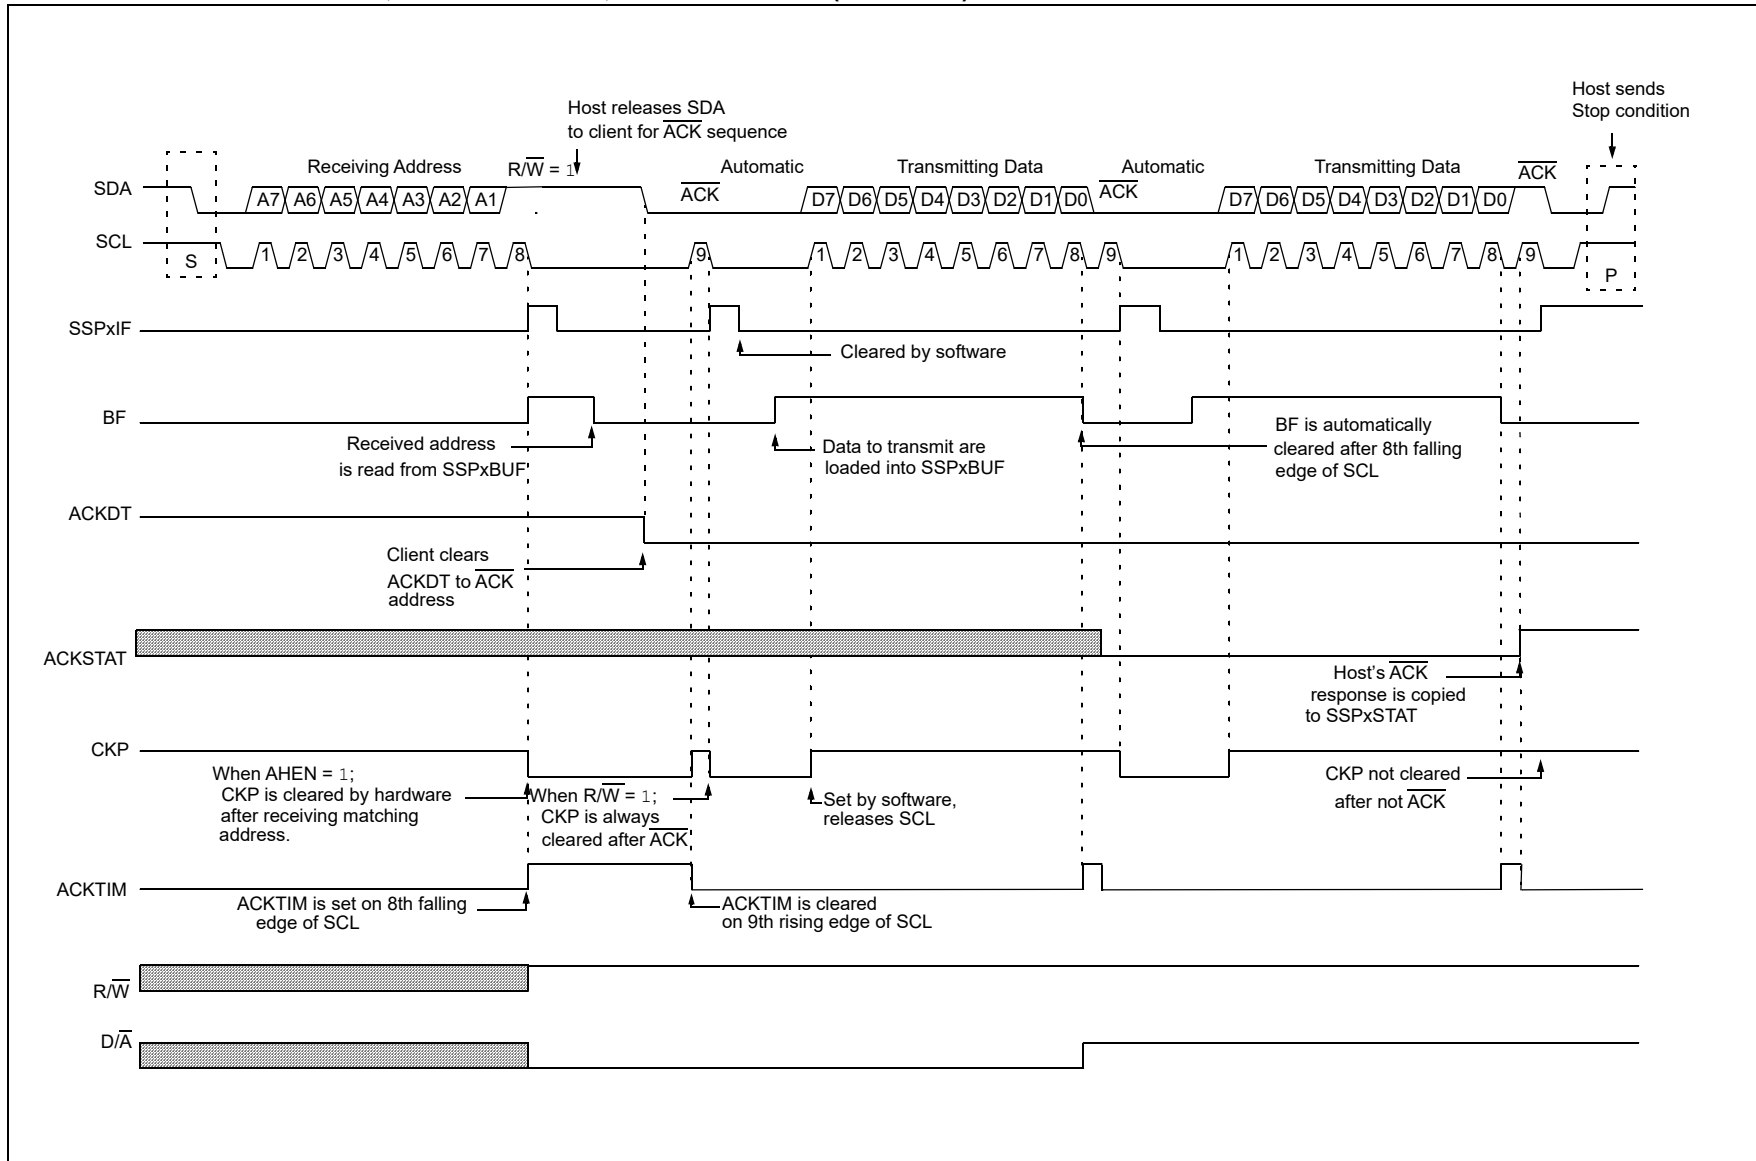 Host sends
Stop condition
Host releases SDA
to client for ACK sequence
Receiving Address
R/W = 1
Automatic
Transmitting Data
Automatic
Transmitting Data
ACK
SDA
A7 A6 A5 A4 A3 A2 A1
ACK
D7 D6 D5 D4 D3 D2 D1 D0
ACK
D7 D6 D5 D4 D3 D2 D1 D0
SCL
S
1 2 3 4 5 6 7 8
9
1 2 3 4 5 6 7 8 9
1 2 3 4 5 6 7 8 9
P
SSPxIF
Cleared by software
BF
Received address
is read from SSPxBUF
Data to transmit are
loaded into SSPxBUF
BF is automatically
cleared after 8th falling
edge of SCL
ACKDT
Client clears
ACKDT to ACK
address
ACKSTAT
Host's ACK
response is copied
to SSPxSTAT
CKP
When AHEN = 1;
CKP is cleared by hardware
after receiving matching
address.
When R/W = 1;
CKP is always
cleared after ACK
Set by software,
releases SCL
CKP not cleared
after not ACK
ACKTIM
ACKTIM is set on 8th falling
edge of SCL
ACKTIM is cleared
on 9th rising edge of SCL
R/W
D/A